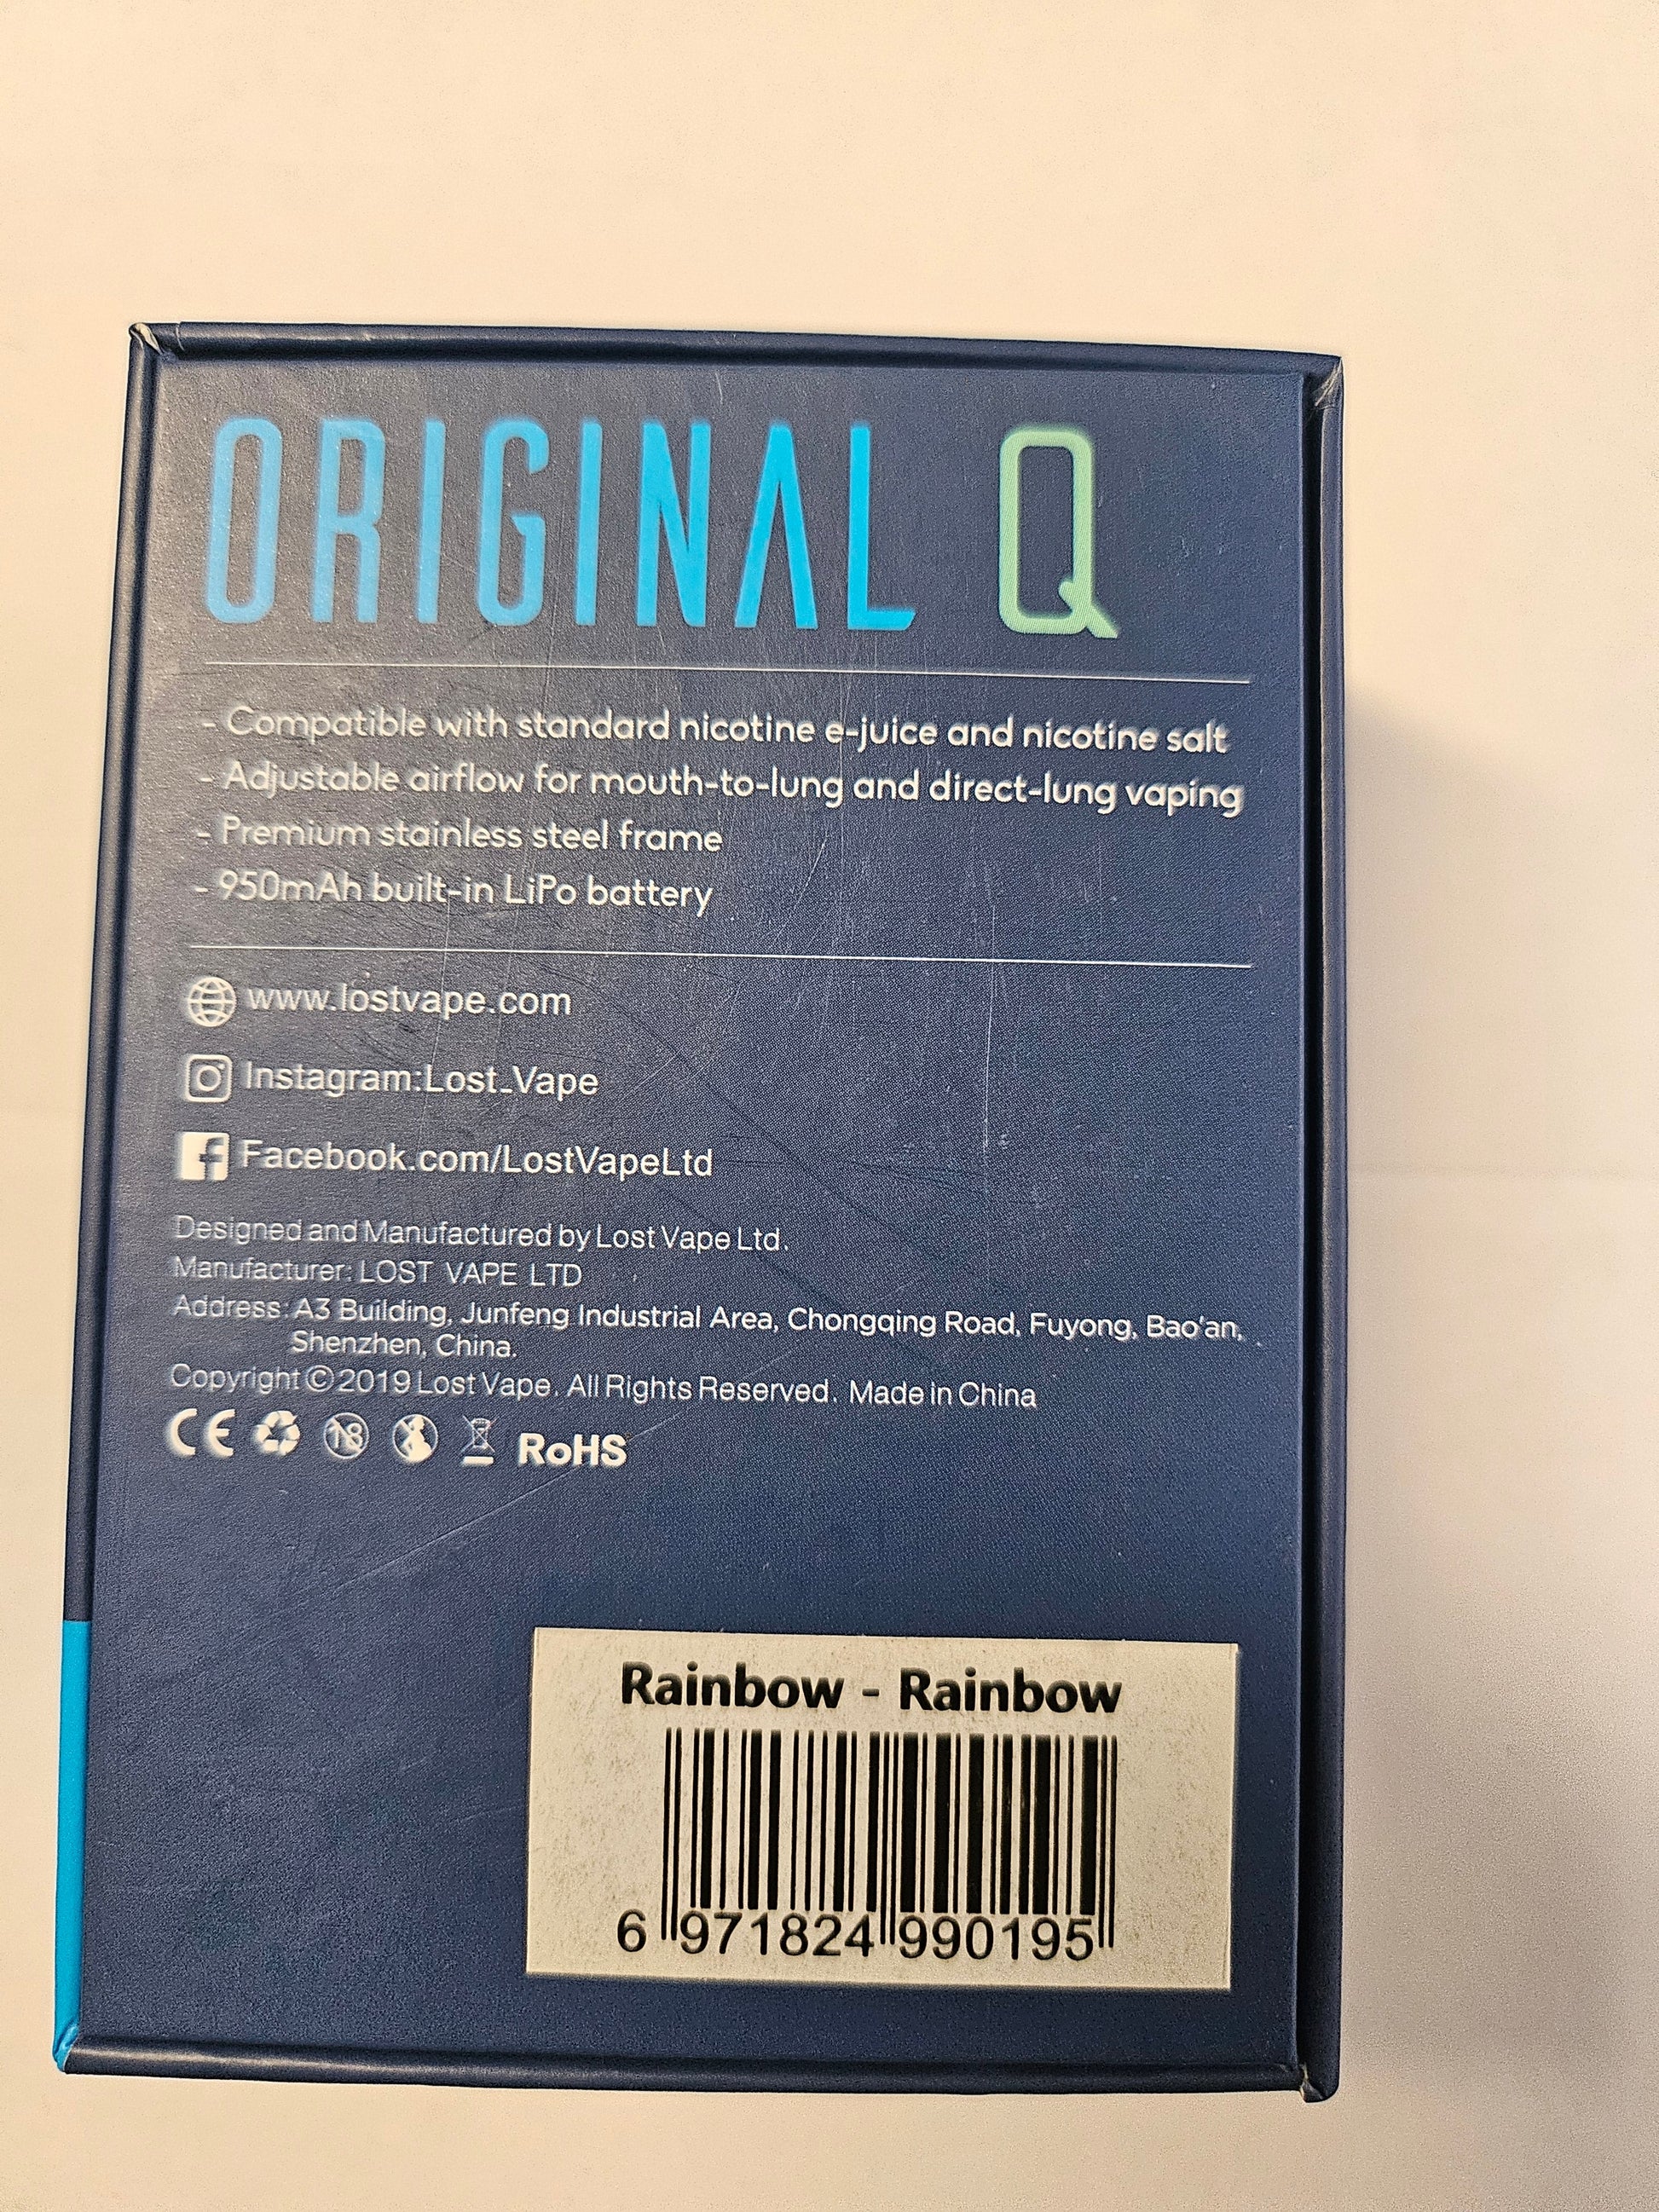 ORIGINAL Q
- Compatible with standard nicotine e-juice and nicotine salt
- Adjustable airflow for mouth-to-lung and direct-lung vaping
- Premium stainless steel frame
- 950mAh built-in LiPo battery
www.lostvape.com
Instagram:Lost_Vape
Facebook.com/LostVapeLtd
Designed and Manufactured by Lost Vape Ltd.
Manufacturer: LOST VAPE LTD
Address: A3 Building, Junfeng Industrial Area, Chongqing Road, Fuyong, Bao'an,
Shenzhen, China.
Copyright ©2019 Lost Vape. All Rights Reserved. Made in China
CE 18 RoHS
Rainbow - Rainbow
6 971824 990195